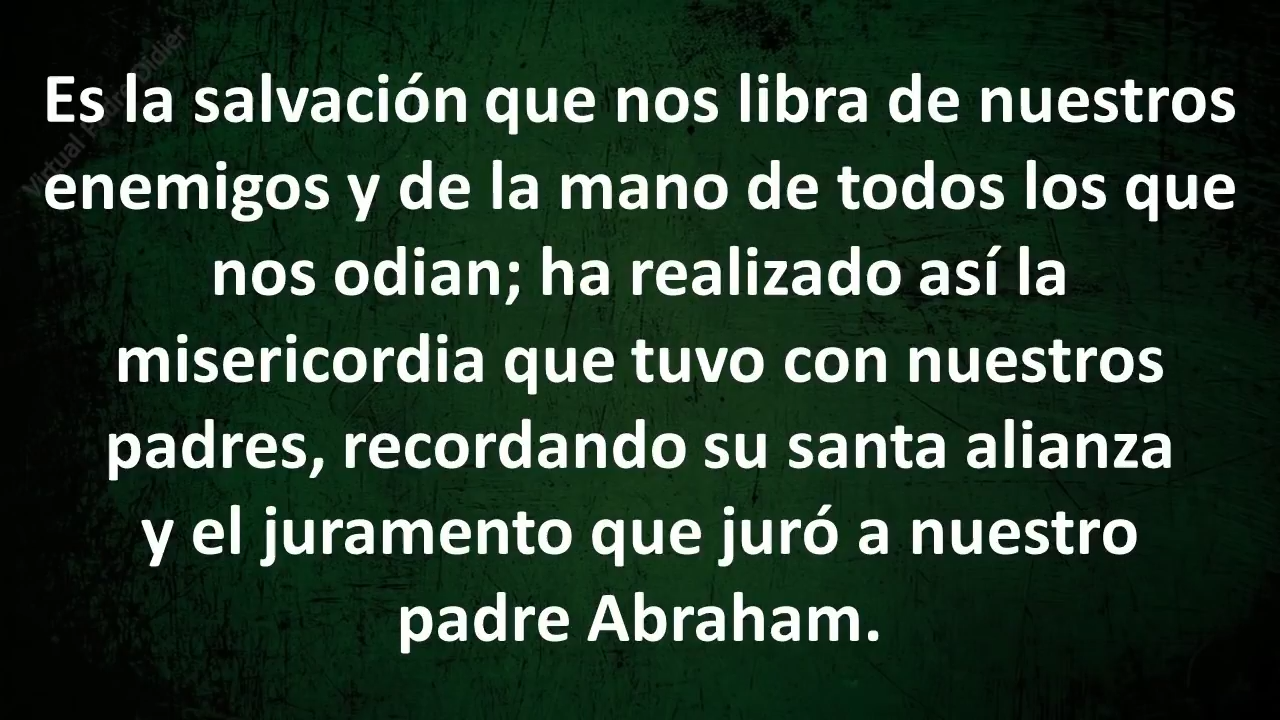 Es la salvación que nos libra de nuestros
enemigos y de la mano de todos los que
nos odian; ha realizado así la
misericordia que tuvo con nuestros
padres, recordando su santa alianza
y el juramento que juró a nuestro
padre Abraham.
Virtual Didier